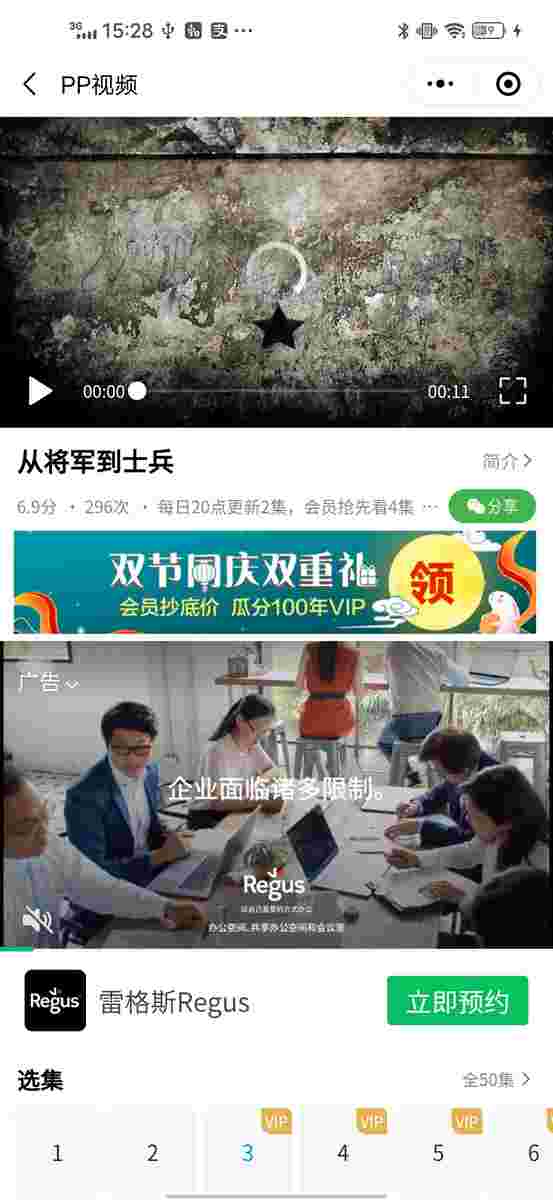 3G 15:28
PP视频
00:00
00:11
从将军到士兵
简介
6.9分 · 296次 · 每日20点更新2集，会员抢先看4集 ...
分享
双节同庆双重礼
会员抄底价 瓜分100年VIP
领
广告
企业面临诸多限制。
Regus
办公空间、共享办公空间和会议室
Regus
雷格斯Regus
立即预约
选集
全50集
VIP VIP VIP
1 2 3 4 5 6